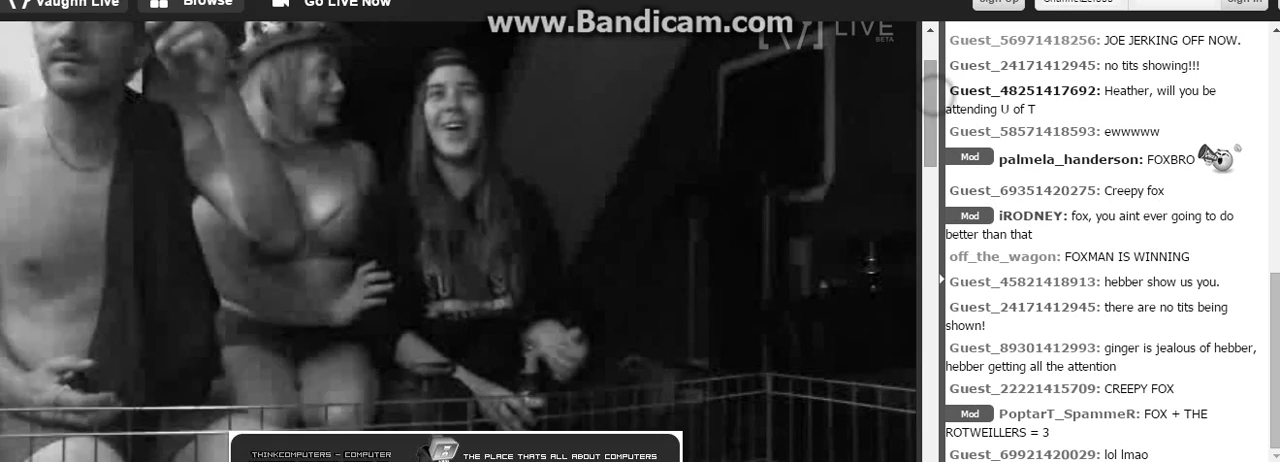 Vaughn Live Browse Go LIVE Now
www.Bandicam.com
Sign Up
Sign In
[V] LIVE
BETA
Guest_56971418256: JOE JERKING OFF NOW.
Guest_24171412945: no tits showing!!!
Guest_48251417692: Heather, will you be
attending U of T
Guest_58571418593: ewwwww
Mod palmela_handerson: FOXBRO
Guest_69351420275: Creepy fox
Mod iRODNEY: fox, you aint ever going to do
better than that
off_the_wagon: FOXMAN IS WINNING
Guest_45821418913: hebber show us you.
Guest_24171412945: there are no tits being
shown!
Guest_89301412993: ginger is jealous of hebber,
hebber getting all the attention
Guest_22221415709: CREEPY FOX
Mod PoptarT_SpammeR: FOX + THE
ROTWEILLERS = 3
Guest_69921420029: lol lmao
THINKCOMPUTERS - COMPUTER
THE PLACE THATS ALL ABOUT COMPUTERS